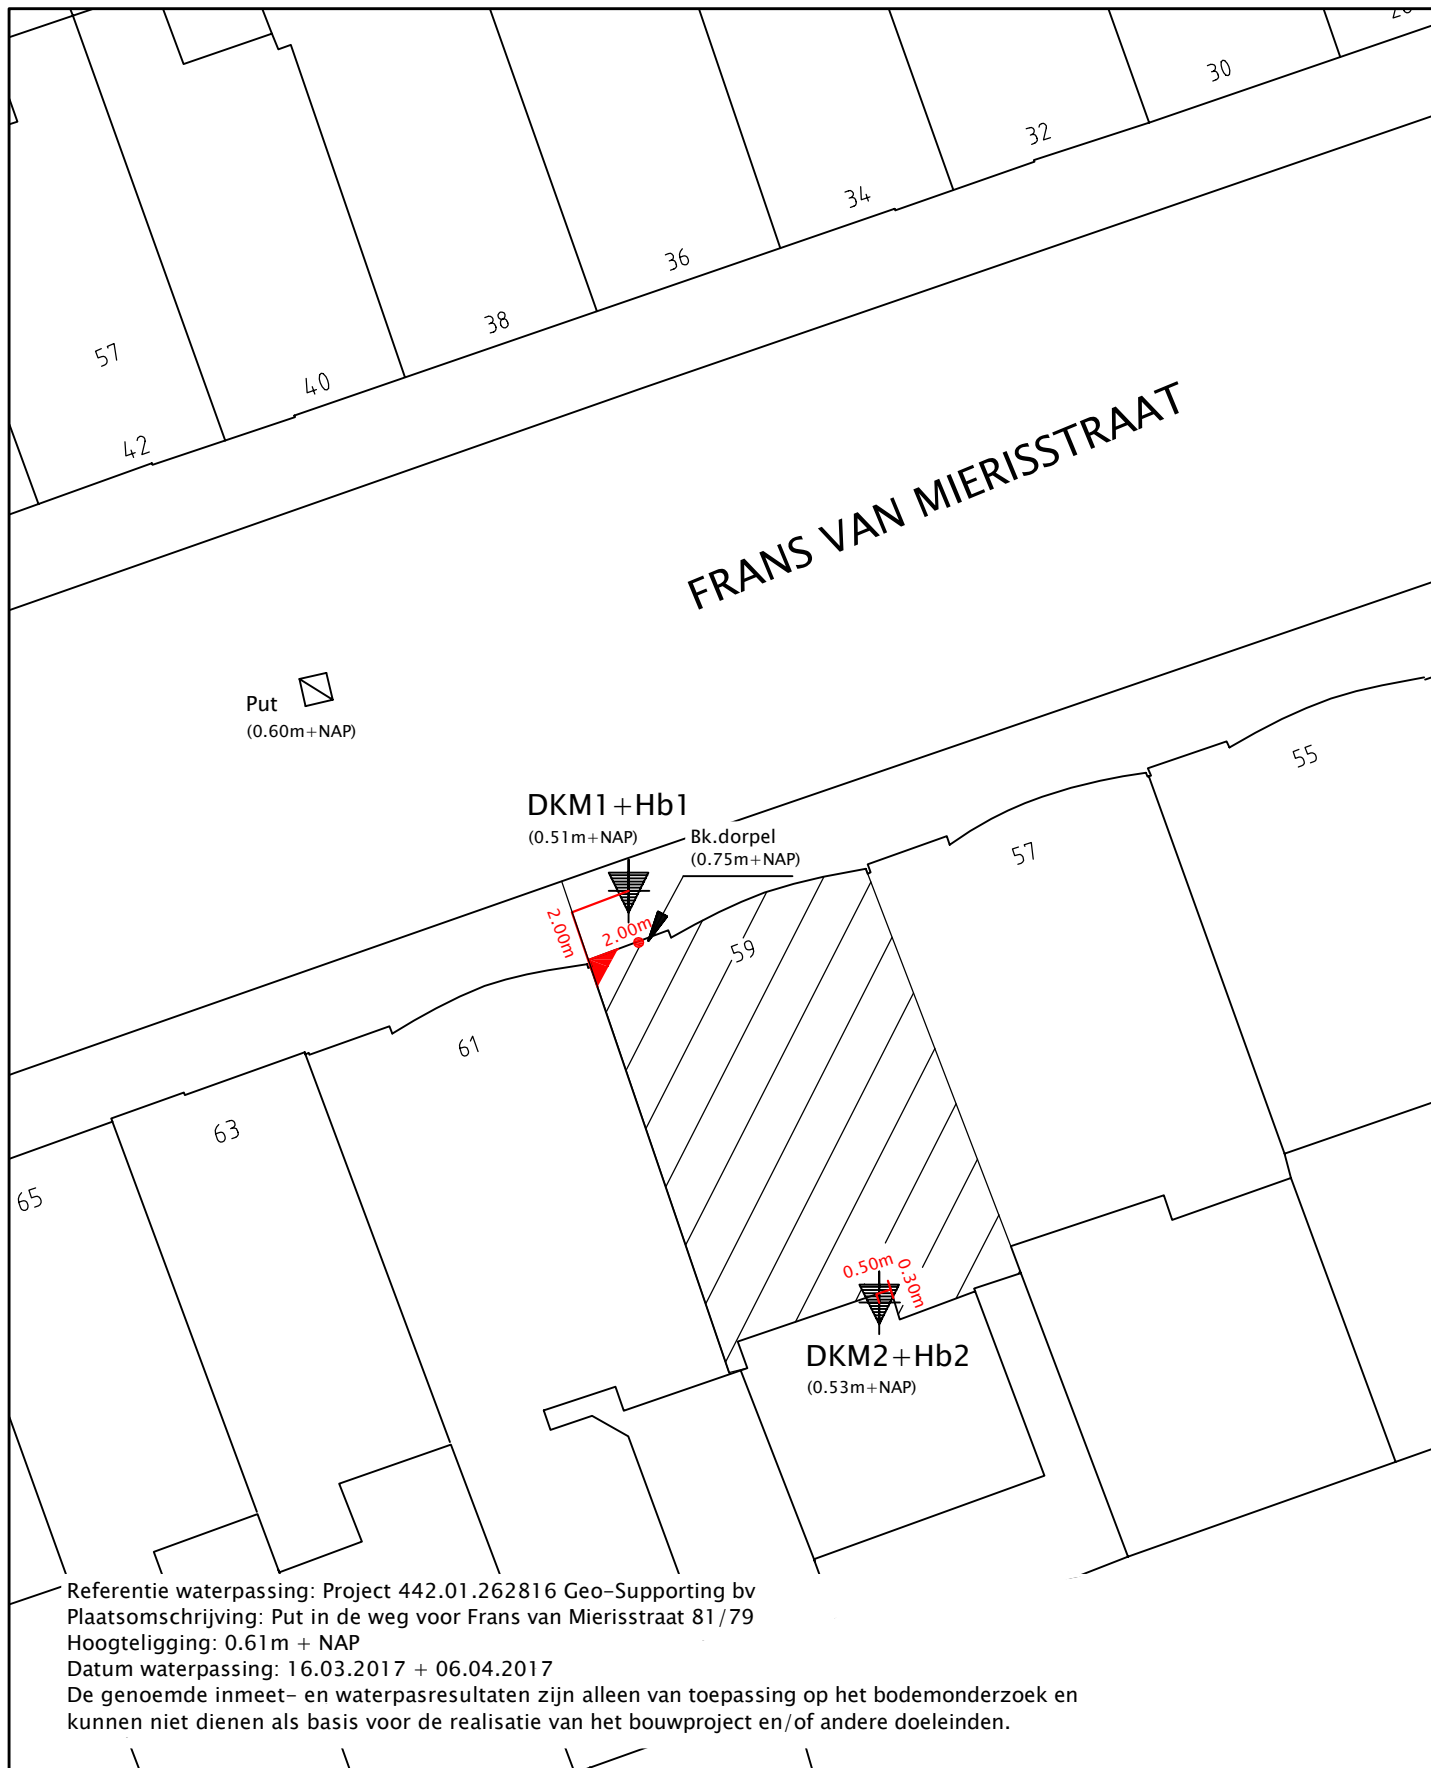 30
32
34
36
38
40
42
57
FRANS VAN MIERISSTRAAT
Put
(0.60m+NAP)
DKM1+Hb1
(0.51m+NAP)
Bk.dorpel
(0.75m+NAP)
2.00m
2.00m
55
57
59
61
63
65
0.50m
0.30m
DKM2+Hb2
(0.53m+NAP)
Referentie waterpassing: Project 442.01.262816 Geo-Supporting bv
Plaatsomschrijving: Put in de weg voor Frans van Mierisstraat 81/79
Hoogteligging: 0.61m + NAP
Datum waterpassing: 16.03.2017 + 06.04.2017
De genoemde inmeet- en waterpasresultaten zijn alleen van toepassing op het bodemonderzoek en
kunnen niet dienen als basis voor de realisatie van het bouwproject en/of andere doeleinden.